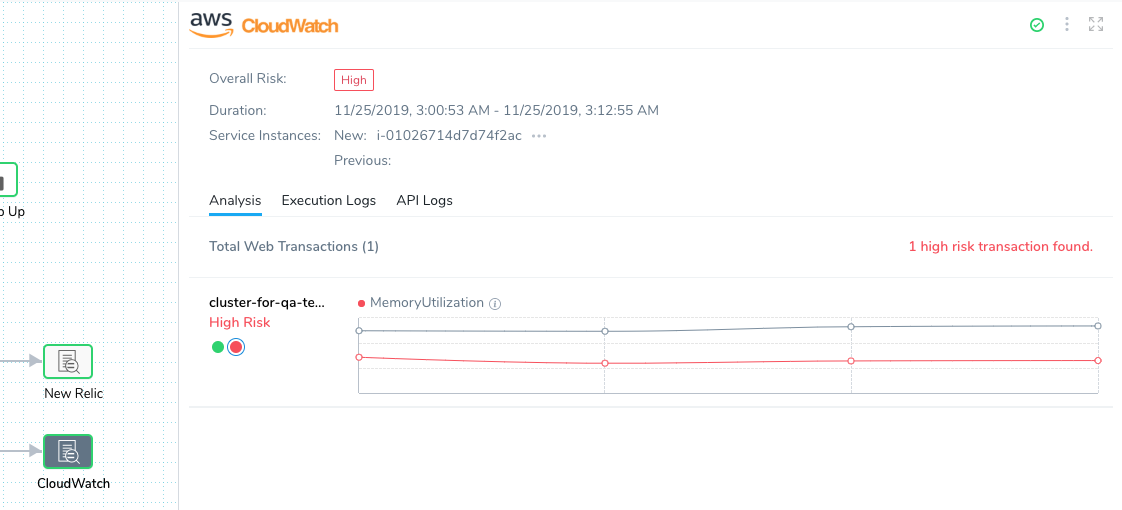 aws CloudWatch
Overall Risk: High
Duration: 11/25/2019, 3:00:53 AM - 11/25/2019, 3:12:55 AM
Service Instances: New: i-01026714d7d74f2ac ···
Previous:
Analysis Execution Logs API Logs
Total Web Transactions (1) 1 high risk transaction found.
cluster-for-qa-te... MemoryUtilization
High Risk
Up
New Relic
CloudWatch